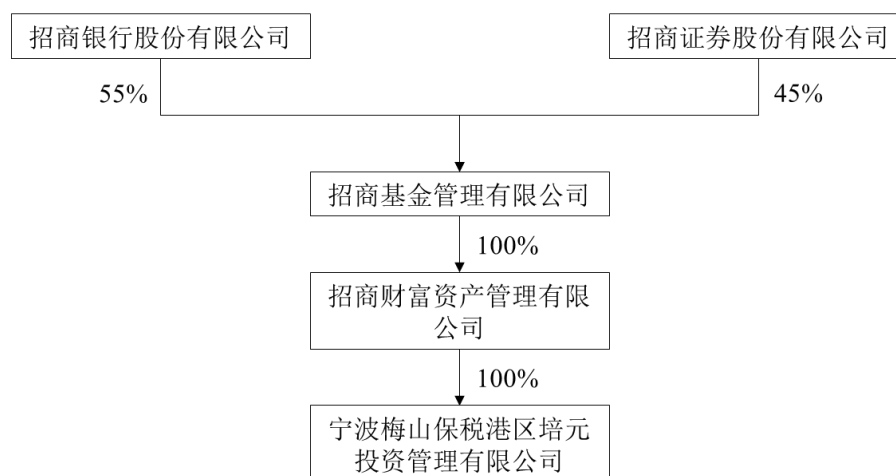 招商银行股份有限公司
招商证券股份有限公司
55%
45%
招商基金管理有限公司
100%
招商财富资产管理有限
公司
100%
宁波梅山保税港区培元
投资管理有限公司